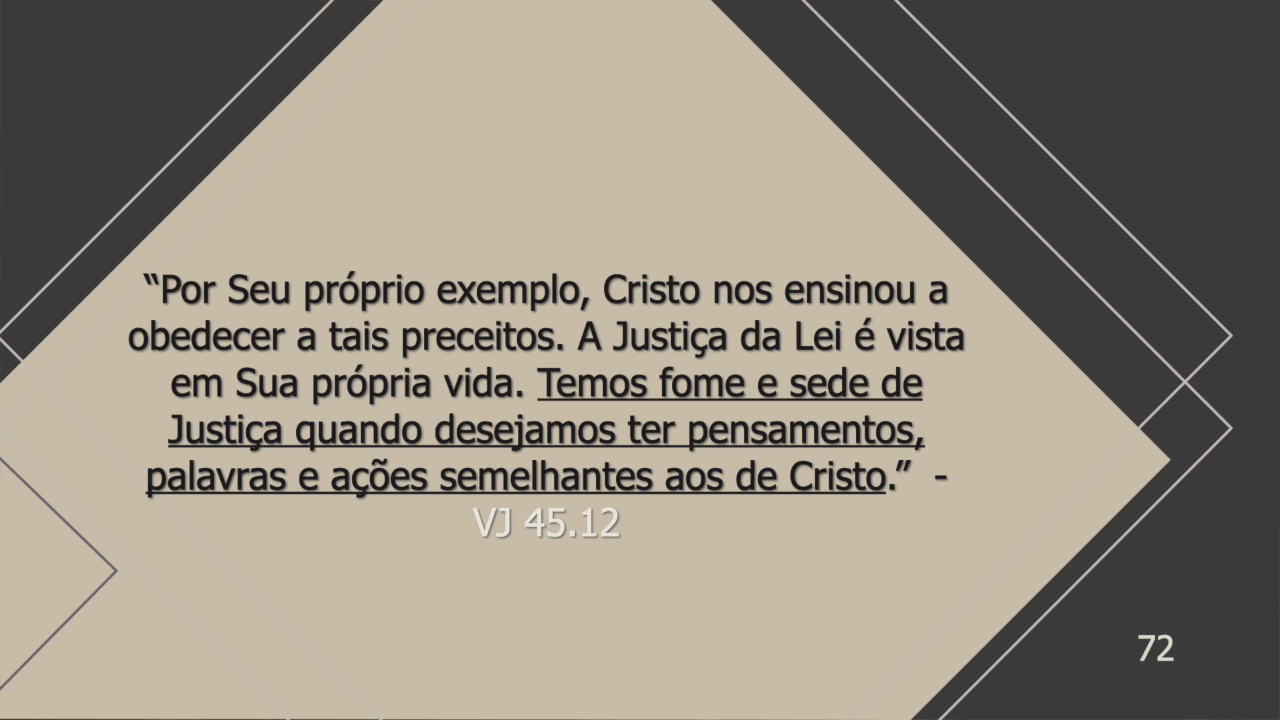 “Por Seu próprio exemplo, Cristo nos ensinou a
obedecer a tais preceitos. A Justiça da Lei é vista
em Sua própria vida. Temos fome e sede de
Justiça quando desejamos ter pensamentos,
palavras e ações semelhantes aos de Cristo.” -
VJ 45.12
72